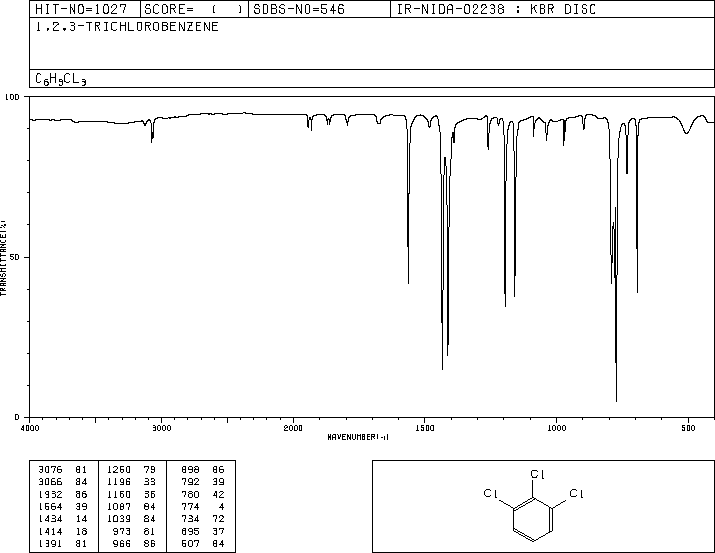 HIT-NO=1027 SCORE= ( ) SDBS-NO=546 IR-NIDA-02238 : KBR DISC
1,2,3-TRICHLOROBENZENE
C6H3CL3
100
50
0
TRANSMITTANCE(%)
4000 3000 2000 1500 1000 500
WAVENUMBER(-1)
3076 81 1260 79 898 86
3066 84 1196 33 792 39
1932 86 1160 36 780 42
1564 39 1087 84 774 4
1434 14 1039 84 734 72
1414 18 973 81 695 37
1391 81 966 86 507 84
Cl
Cl Cl